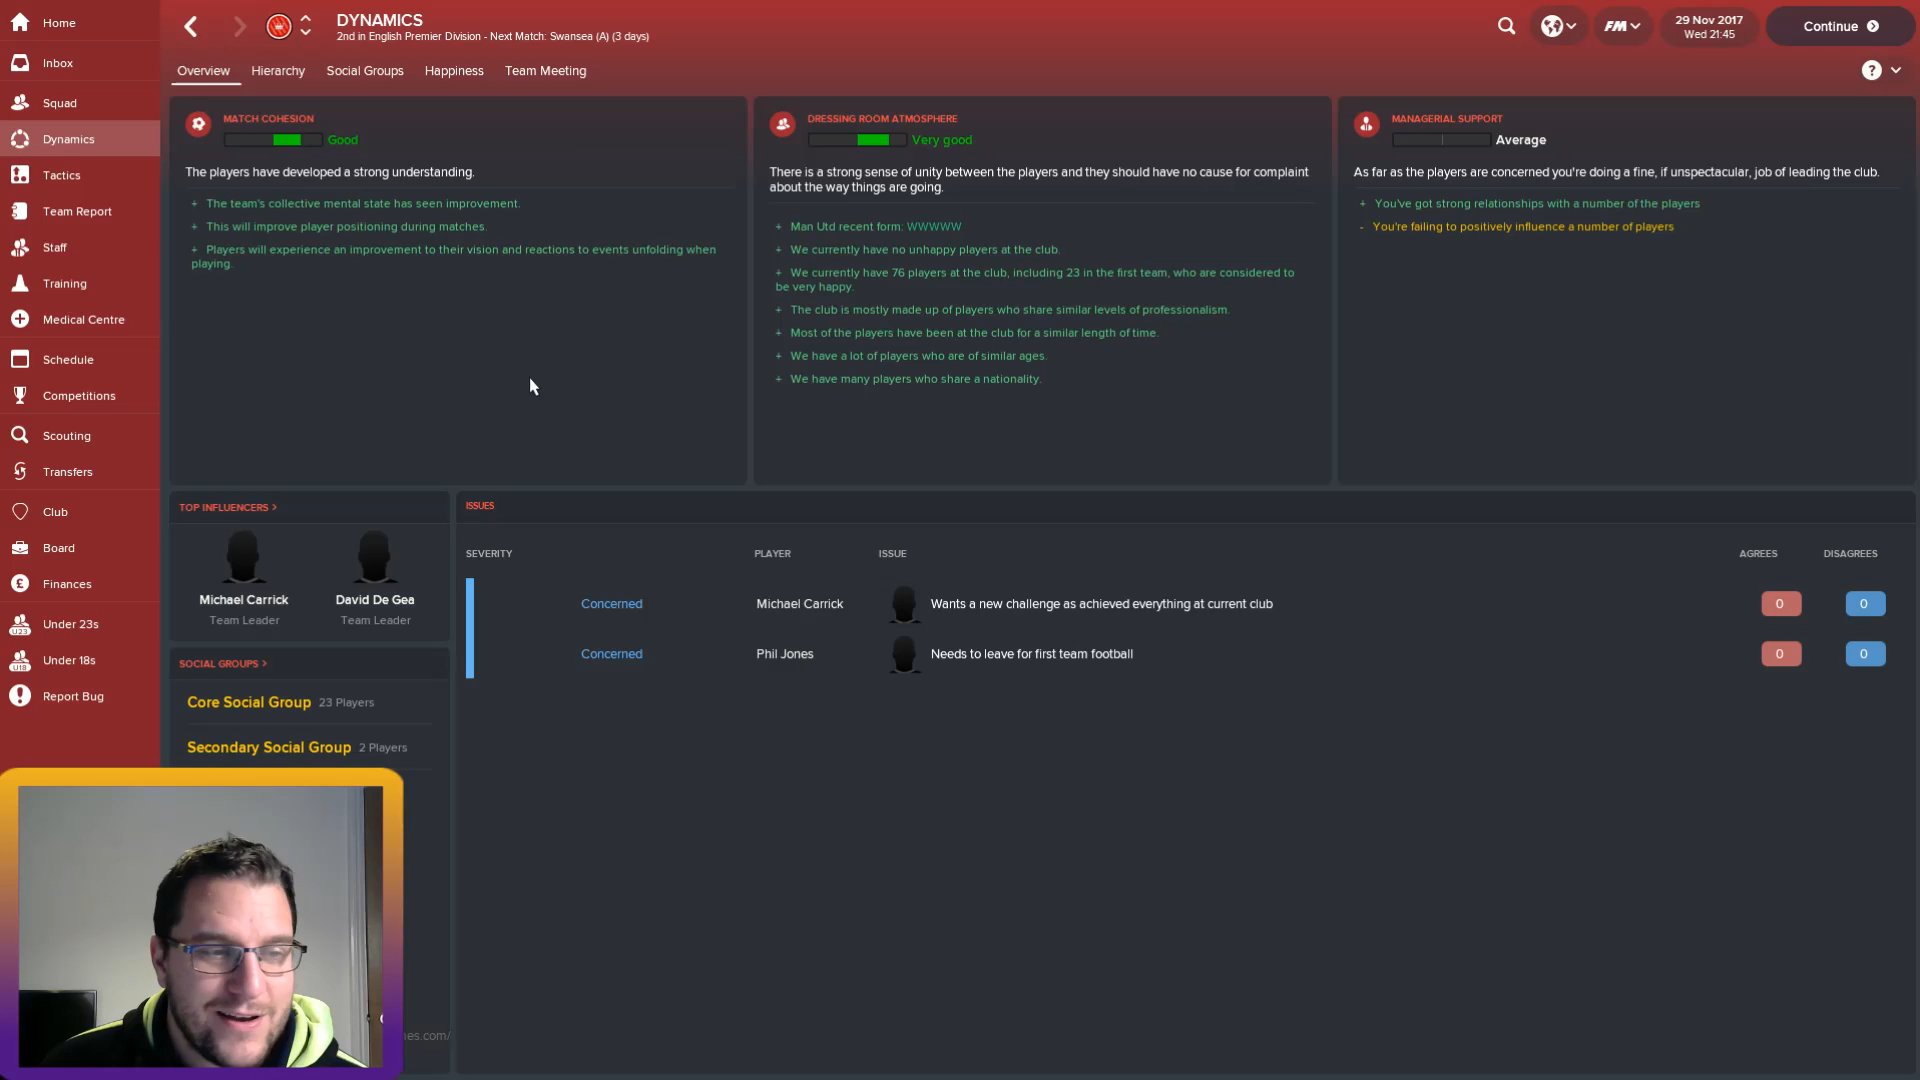 Home
Inbox
Squad
Dynamics
Tactics
Team Report
Staff
Training
Medical Centre
Schedule
Competitions
Scouting
Transfers
Club
Board
Finances
U23
Under 23s
U18
Under 18s
Report Bug
DYNAMICS
2nd in English Premier Division - Next Match: Swansea (A) (3 days)
FM
29 Nov 2017
Wed 21:45
Continue
Overview
Hierarchy
Social Groups
Happiness
Team Meeting
?
MATCH COHESION
Good
The players have developed a strong understanding.
+ The team's collective mental state has seen improvement.
+ This will improve player positioning during matches.
+ Players will experience an improvement to their vision and reactions to events unfolding when
playing.
DRESSING ROOM ATMOSPHERE
Very good
There is a strong sense of unity between the players and they should have no cause for complaint
about the way things are going.
+ Man Utd recent form: WWWWW
+ We currently have no unhappy players at the club.
+ We currently have 76 players at the club, including 23 in the first team, who are considered to
be very happy.
+ The club is mostly made up of players who share similar levels of professionalism.
+ Most of the players have been at the club for a similar length of time.
+ We have a lot of players who are of similar ages.
+ We have many players who share a nationality.
MANAGERIAL SUPPORT
Average
As far as the players are concerned you're doing a fine, if unspectacular, job of leading the club.
+ You've got strong relationships with a number of the players
- You're failing to positively influence a number of players
TOP INFLUENCERS >
Michael Carrick
Team Leader
David De Gea
Team Leader
SOCIAL GROUPS >
Core Social Group 23 Players
Secondary Social Group 2 Players
ISSUES
SEVERITY PLAYER ISSUE AGREES DISAGREES
Concerned Michael Carrick Wants a new challenge as achieved everything at current club 0 0
Concerned Phil Jones Needs to leave for first team football 0 0
ies.com/